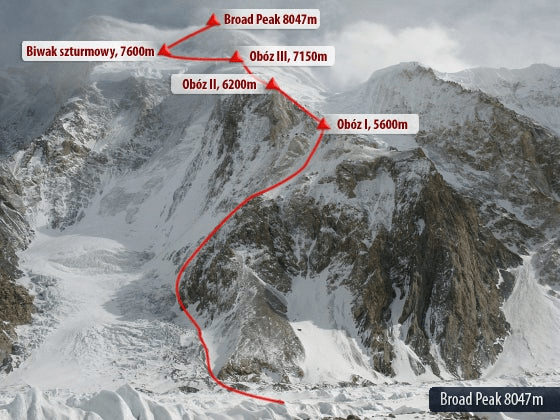 Broad Peak 8047m
Biwak szturmowy, 7600m
Obóz III, 7150m
Obóz II, 6200m
Obóz I, 5600m
Broad Peak 8047m